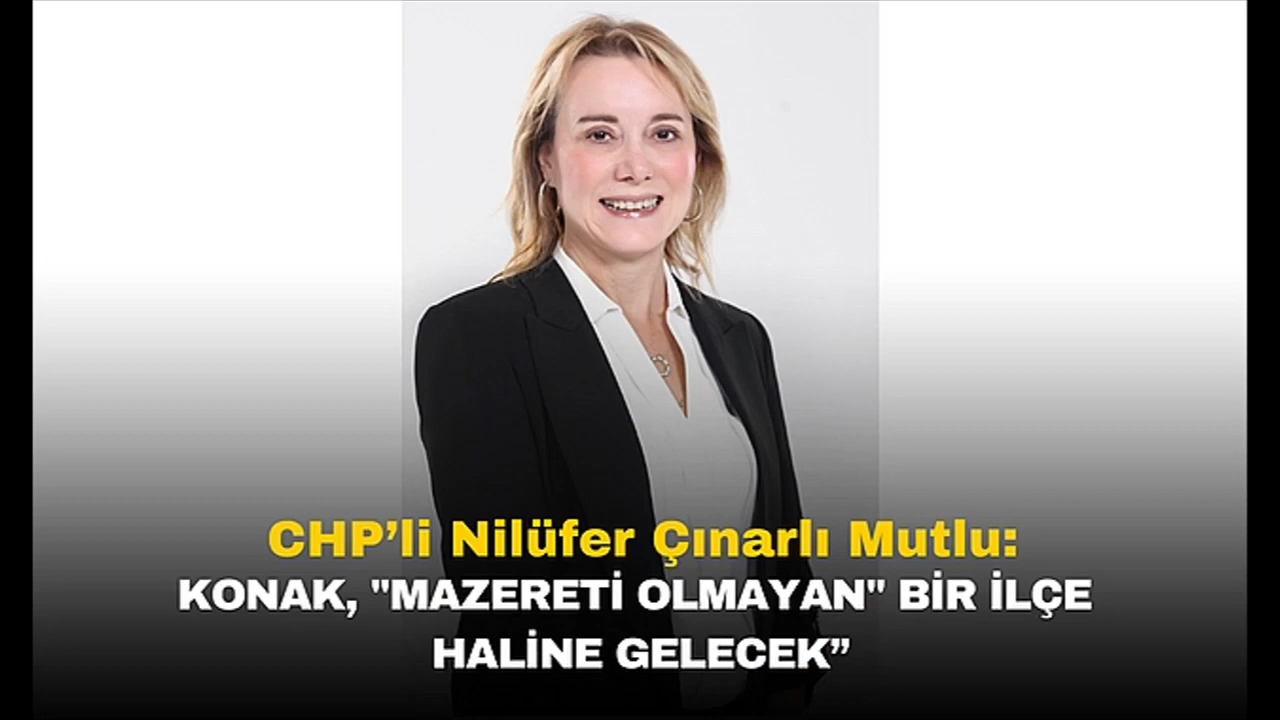 CHP’li Nilüfer Çınarlı Mutlu:
KONAK, "MAZERETİ OLMAYAN" BİR İLÇE
HALİNE GELECEK”